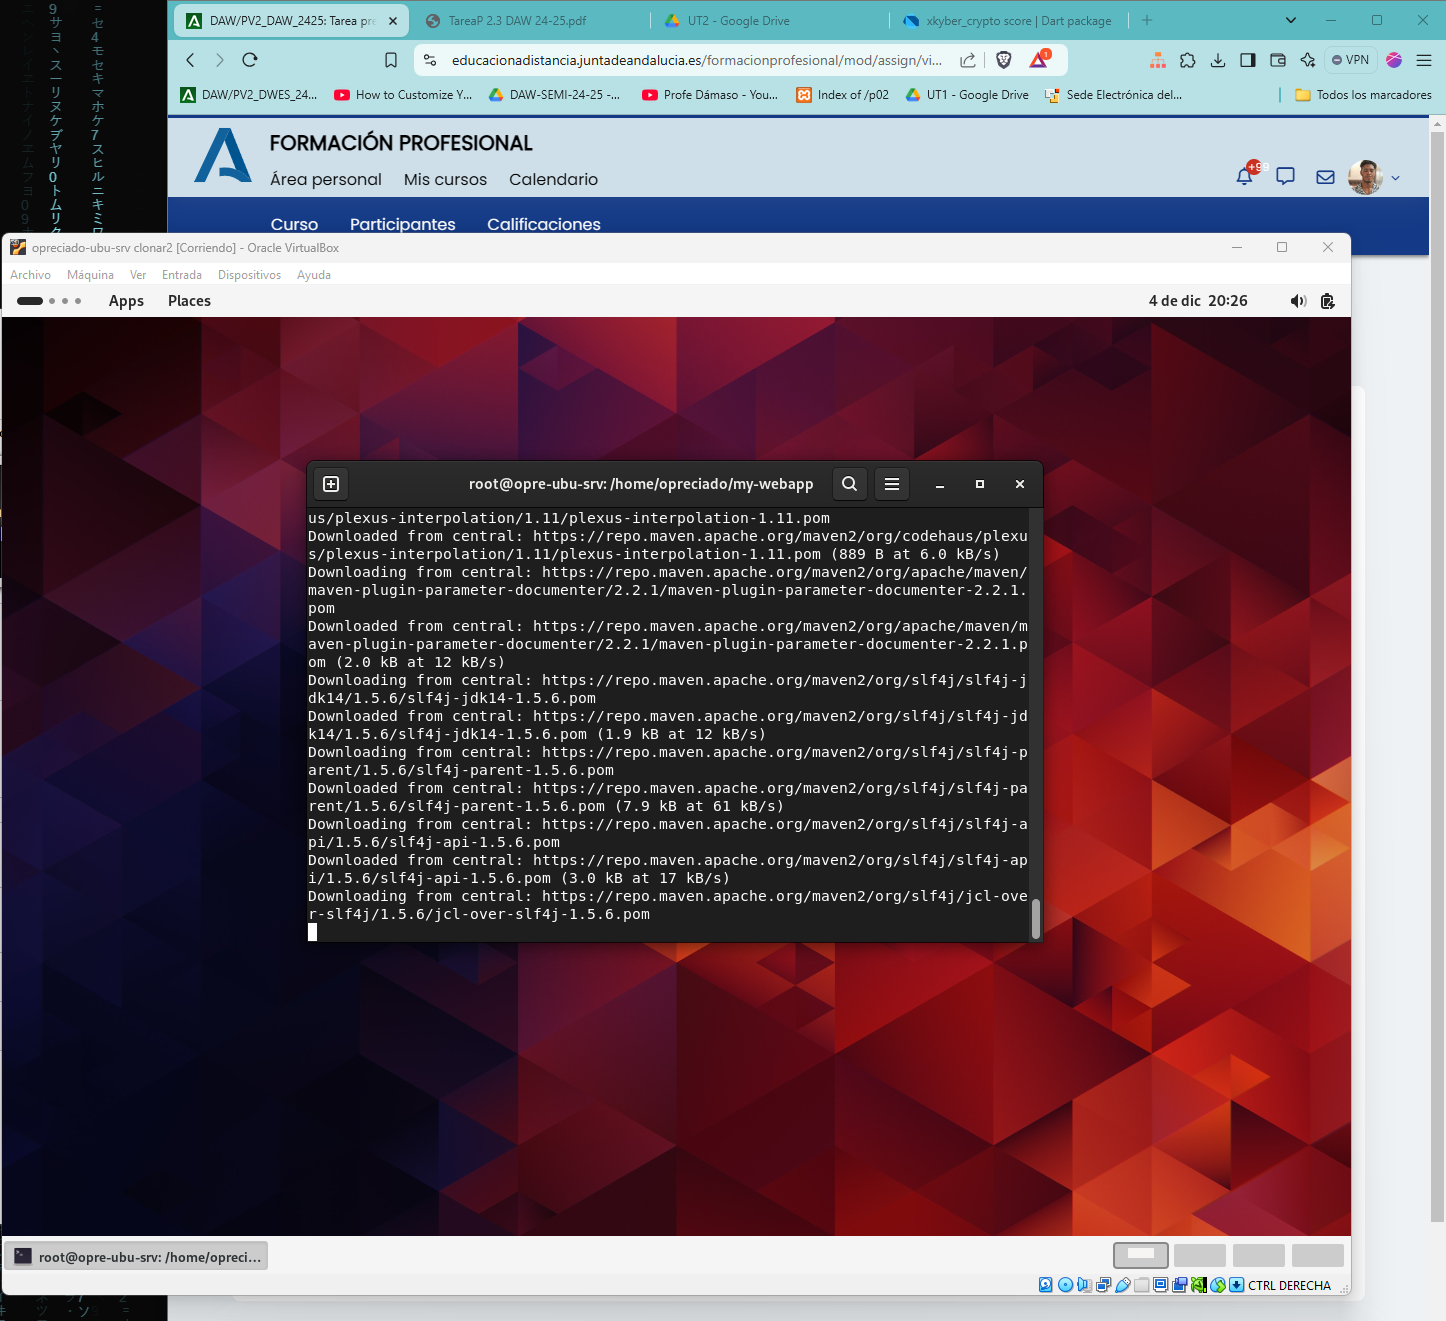 DAW/PV2_DAW_2425: Tarea pre
TareaP 2.3 DAW 24-25.pdf
UT2 - Google Drive
xkyber_crypto score | Dart package
educacionadistancia.juntadeandalucia.es/formacionprofesional/mod/assign/vi...
1
VPN
DAW/PV2_DWES_24...
How to Customize Y...
DAW-SEMI-24-25 -...
Profe Dámaso - You...
Index of /p02
UT1 - Google Drive
Sede Electrónica del...
Todos los marcadores
FORMACIÓN PROFESIONAL
Área personal
Mis cursos
Calendario
+99
Curso
Participantes
Calificaciones
opreciado-ubu-srv clonar2 [Corriendo] - Oracle VirtualBox
Archivo
Máquina
Ver
Entrada
Dispositivos
Ayuda
Apps
Places
4 de dic 20:26
root@opre-ubu-srv: /home/opreciado/my-webapp
us/plexus-interpolation/1.11/plexus-interpolation-1.11.pom
Downloaded from central: https://repo.maven.apache.org/maven2/org/codehaus/plexu
s/plexus-interpolation/1.11/plexus-interpolation-1.11.pom (889 B at 6.0 kB/s)
Downloading from central: https://repo.maven.apache.org/maven2/org/apache/maven/
maven-plugin-parameter-documenter/2.2.1/maven-plugin-parameter-documenter-2.2.1.
pom
Downloaded from central: https://repo.maven.apache.org/maven2/org/apache/maven/m
aven-plugin-parameter-documenter/2.2.1/maven-plugin-parameter-documenter-2.2.1.p
om (2.0 kB at 12 kB/s)
Downloading from central: https://repo.maven.apache.org/maven2/org/slf4j/slf4j-j
dk14/1.5.6/slf4j-jdk14-1.5.6.pom
Downloaded from central: https://repo.maven.apache.org/maven2/org/slf4j/slf4j-jd
k14/1.5.6/slf4j-jdk14-1.5.6.pom (1.9 kB at 12 kB/s)
Downloading from central: https://repo.maven.apache.org/maven2/org/slf4j/slf4j-p
arent/1.5.6/slf4j-parent-1.5.6.pom
Downloaded from central: https://repo.maven.apache.org/maven2/org/slf4j/slf4j-pa
rent/1.5.6/slf4j-parent-1.5.6.pom (7.9 kB at 61 kB/s)
Downloading from central: https://repo.maven.apache.org/maven2/org/slf4j/slf4j-a
pi/1.5.6/slf4j-api-1.5.6.pom
Downloaded from central: https://repo.maven.apache.org/maven2/org/slf4j/slf4j-ap
i/1.5.6/slf4j-api-1.5.6.pom (3.0 kB at 17 kB/s)
Downloading from central: https://repo.maven.apache.org/maven2/org/slf4j/jcl-ove
r-slf4j/1.5.6/jcl-over-slf4j-1.5.6.pom
root@opre-ubu-srv: /home/opreci...
CTRL DERECHA